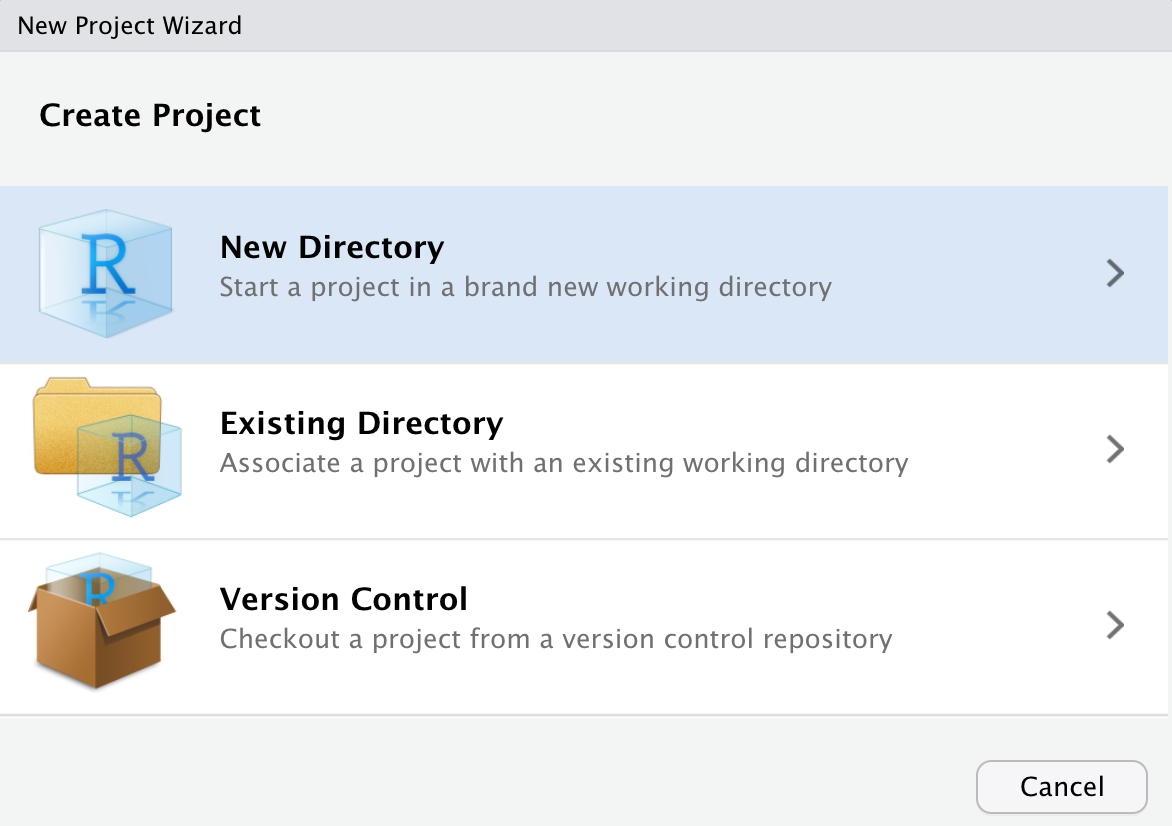 New Project Wizard
Create Project
R
New Directory
Start a project in a brand new working directory
R
Existing Directory
Associate a project with an existing working directory
R
Version Control
Checkout a project from a version control repository
Cancel